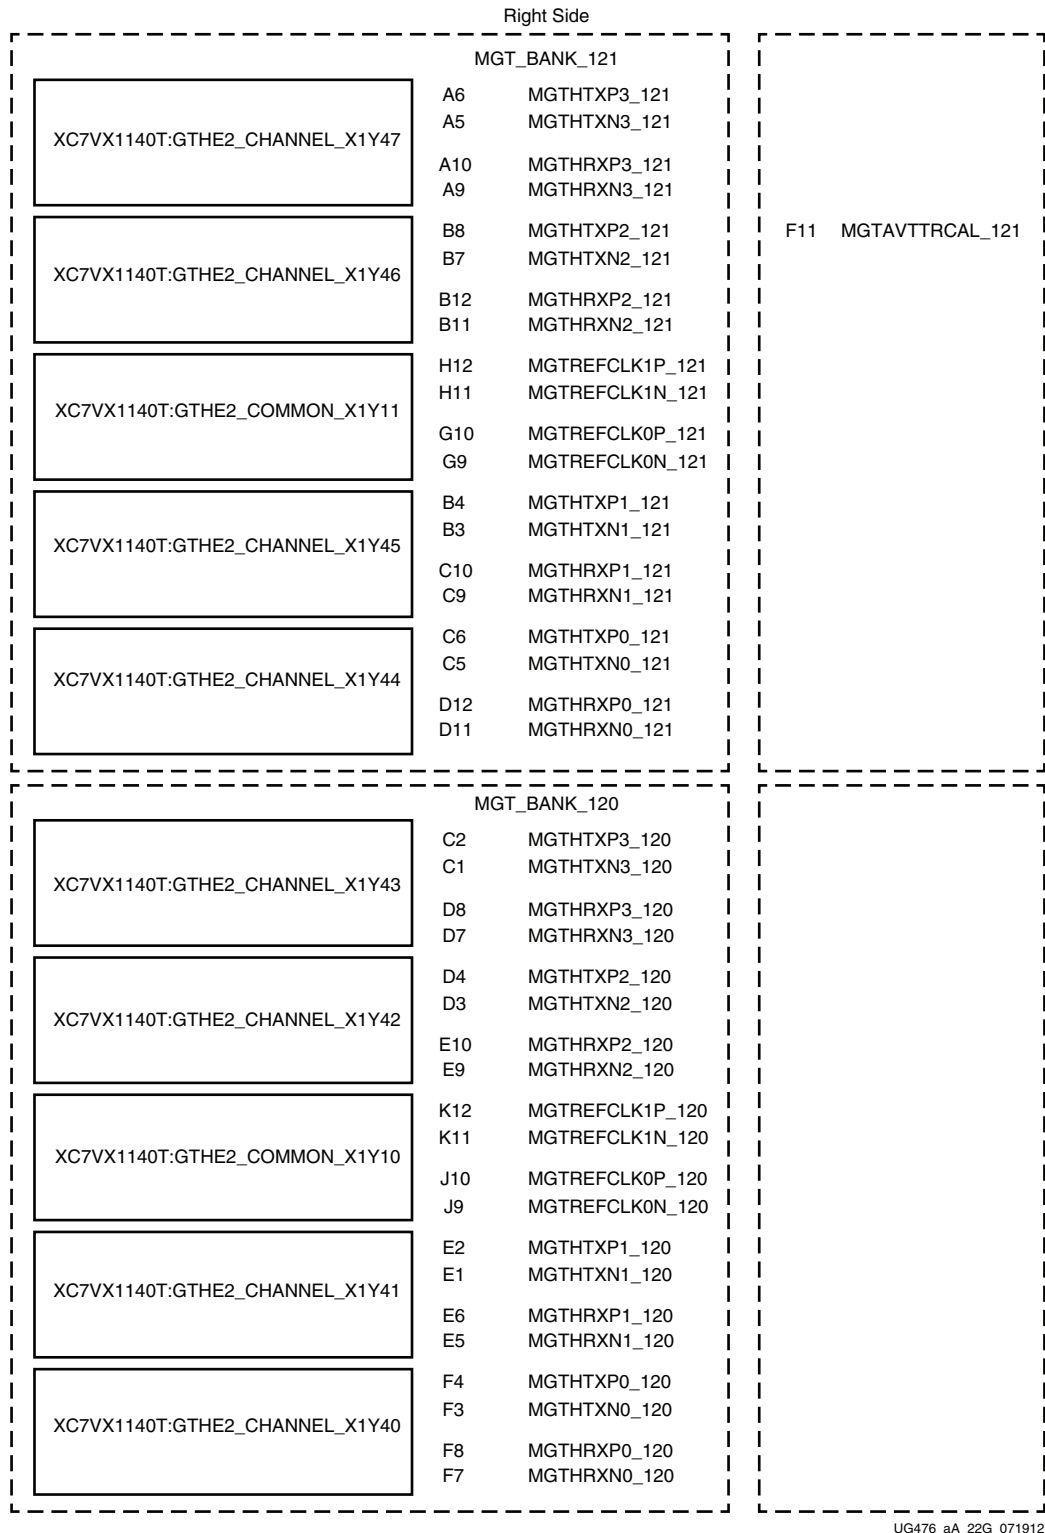 Right Side
MGT_BANK_121
XC7VX1140T:GTHE2_CHANNEL_X1Y47
A6 MGTHTXP3_121
A5 MGTHTXN3_121
A10 MGTHRXP3_121
A9 MGTHRXN3_121
XC7VX1140T:GTHE2_CHANNEL_X1Y46
B8 MGTHTXP2_121
B7 MGTHTXN2_121
B12 MGTHRXP2_121
B11 MGTHRXN2_121
XC7VX1140T:GTHE2_COMMON_X1Y11
H12 MGTREFCLK1P_121
H11 MGTREFCLK1N_121
G10 MGTREFCLK0P_121
G9 MGTREFCLK0N_121
XC7VX1140T:GTHE2_CHANNEL_X1Y45
B4 MGTHTXP1_121
B3 MGTHTXN1_121
C10 MGTHRXP1_121
C9 MGTHRXN1_121
XC7VX1140T:GTHE2_CHANNEL_X1Y44
C6 MGTHTXP0_121
C5 MGTHTXN0_121
D12 MGTHRXP0_121
D11 MGTHRXN0_121
F11 MGTAVTTRCAL_121
MGT_BANK_120
XC7VX1140T:GTHE2_CHANNEL_X1Y43
C2 MGTHTXP3_120
C1 MGTHTXN3_120
D8 MGTHRXP3_120
D7 MGTHRXN3_120
XC7VX1140T:GTHE2_CHANNEL_X1Y42
D4 MGTHTXP2_120
D3 MGTHTXN2_120
E10 MGTHRXP2_120
E9 MGTHRXN2_120
XC7VX1140T:GTHE2_COMMON_X1Y10
K12 MGTREFCLK1P_120
K11 MGTREFCLK1N_120
J10 MGTREFCLK0P_120
J9 MGTREFCLK0N_120
XC7VX1140T:GTHE2_CHANNEL_X1Y41
E2 MGTHTXP1_120
E1 MGTHTXN1_120
E6 MGTHRXP1_120
E5 MGTHRXN1_120
XC7VX1140T:GTHE2_CHANNEL_X1Y40
F4 MGTHTXP0_120
F3 MGTHTXN0_120
F8 MGTHRXP0_120
F7 MGTHRXN0_120
UG476_aA_22G_071912